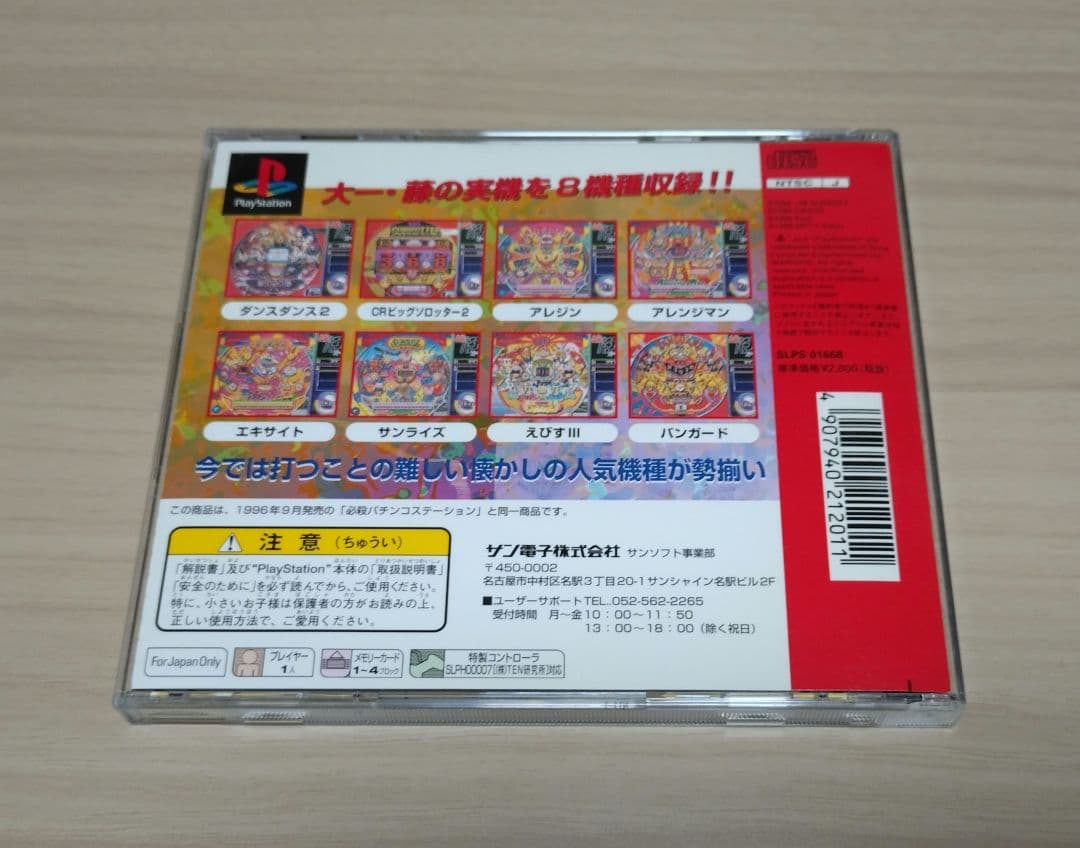 PlayStation
大一・藤の実機を8機種収録!!
ダンスダンス2
CRビッグソロッター2
アレジン
アレンジマン
エキサイト
サンライズ
えびすIII
バンガード
今では打つことの難しい懐かしの人気機種が勢揃い
この商品は、1996年9月発売の「必殺パチンコステーション」と同一商品です。
注意(ちゅうい)
「解説書」及び"PlayStation"本体の「取扱説明書」
「安全のために」を必ず読んでから、ご使用ください。
特に、小さいお子様は保護者の方がお読みの上、
正しい使用方法で、ご愛用ください。
サン電子株式会社 サンソフト事業部
〒450-0002
名古屋市中村区名駅3丁目20-1サンシャイン名駅ビル2F
■ユーザーサポートTEL.052-562-2265
受付時間 月〜金10:00〜11:50
13:00〜18:00(除く祝日)
For Japan Only
プレイヤー
1人
メモリーカード
1〜4ブロック
特製コントローラ
SLPH00007[(株)TEN研究所]対応
NTSC J
SLPS 01668
標準価格¥2,800(税抜)
4 907940 212011